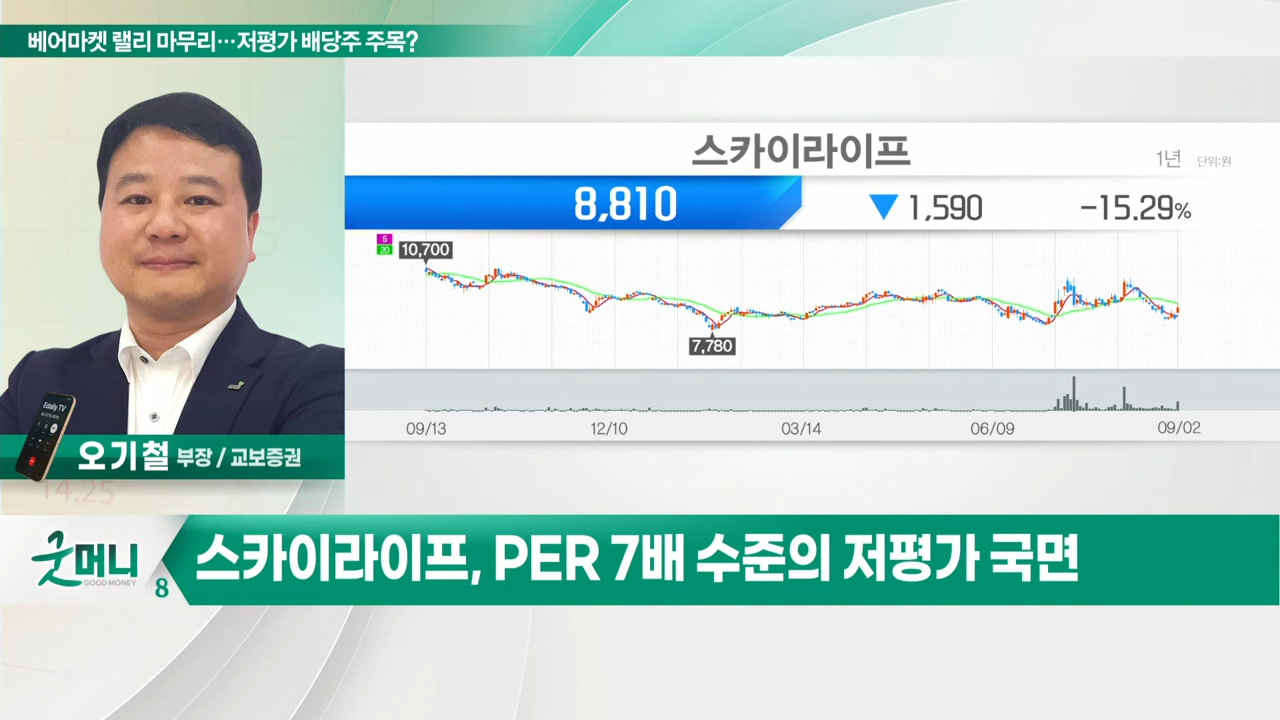 베어마켓 랠리 마무리…저평가 배당주 주목?
스카이라이프
1년 단위:원
8,810 ▼ 1,590 -15.29%
5
20
10,700
7,780
09/13 12/10 03/14 06/09 09/02
Edaily TV
오기철 부장 / 교보증권
14.25
굿머니
GOOD MONEY
8
스카이라이프, PER 7배 수준의 저평가 국면